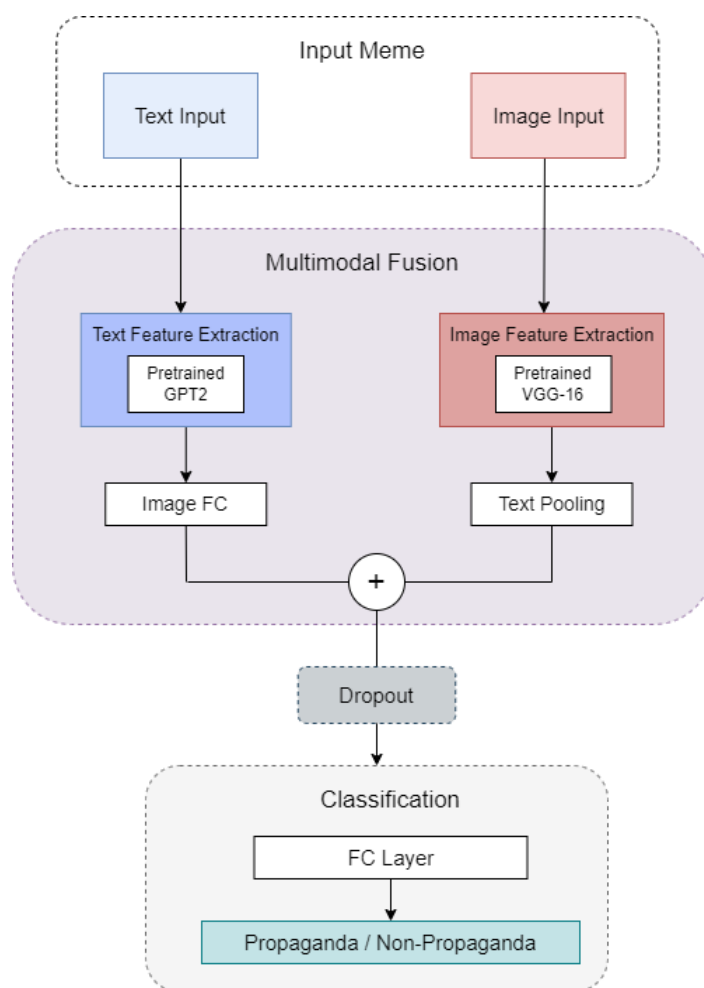 Input Meme
Text Input
Image Input
Multimodal Fusion
Text Feature Extraction
Pretrained
GPT2
Image Feature Extraction
Pretrained
VGG-16
Image FC
Text Pooling
+
Dropout
Classification
FC Layer
Propaganda / Non-Propaganda